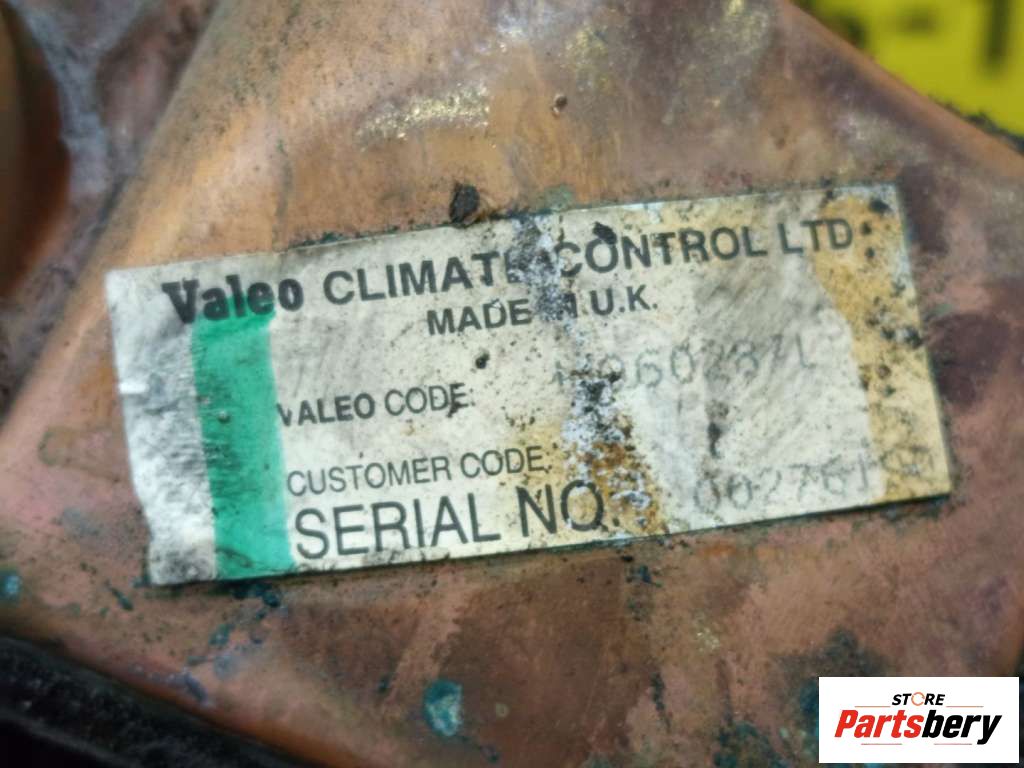 Valeo CLIMATE CONTROL LTD
MADE IN U.K.
VALEO CODE:
CUSTOMER CODE.
SERIAL NO.
STORE
Partsbery